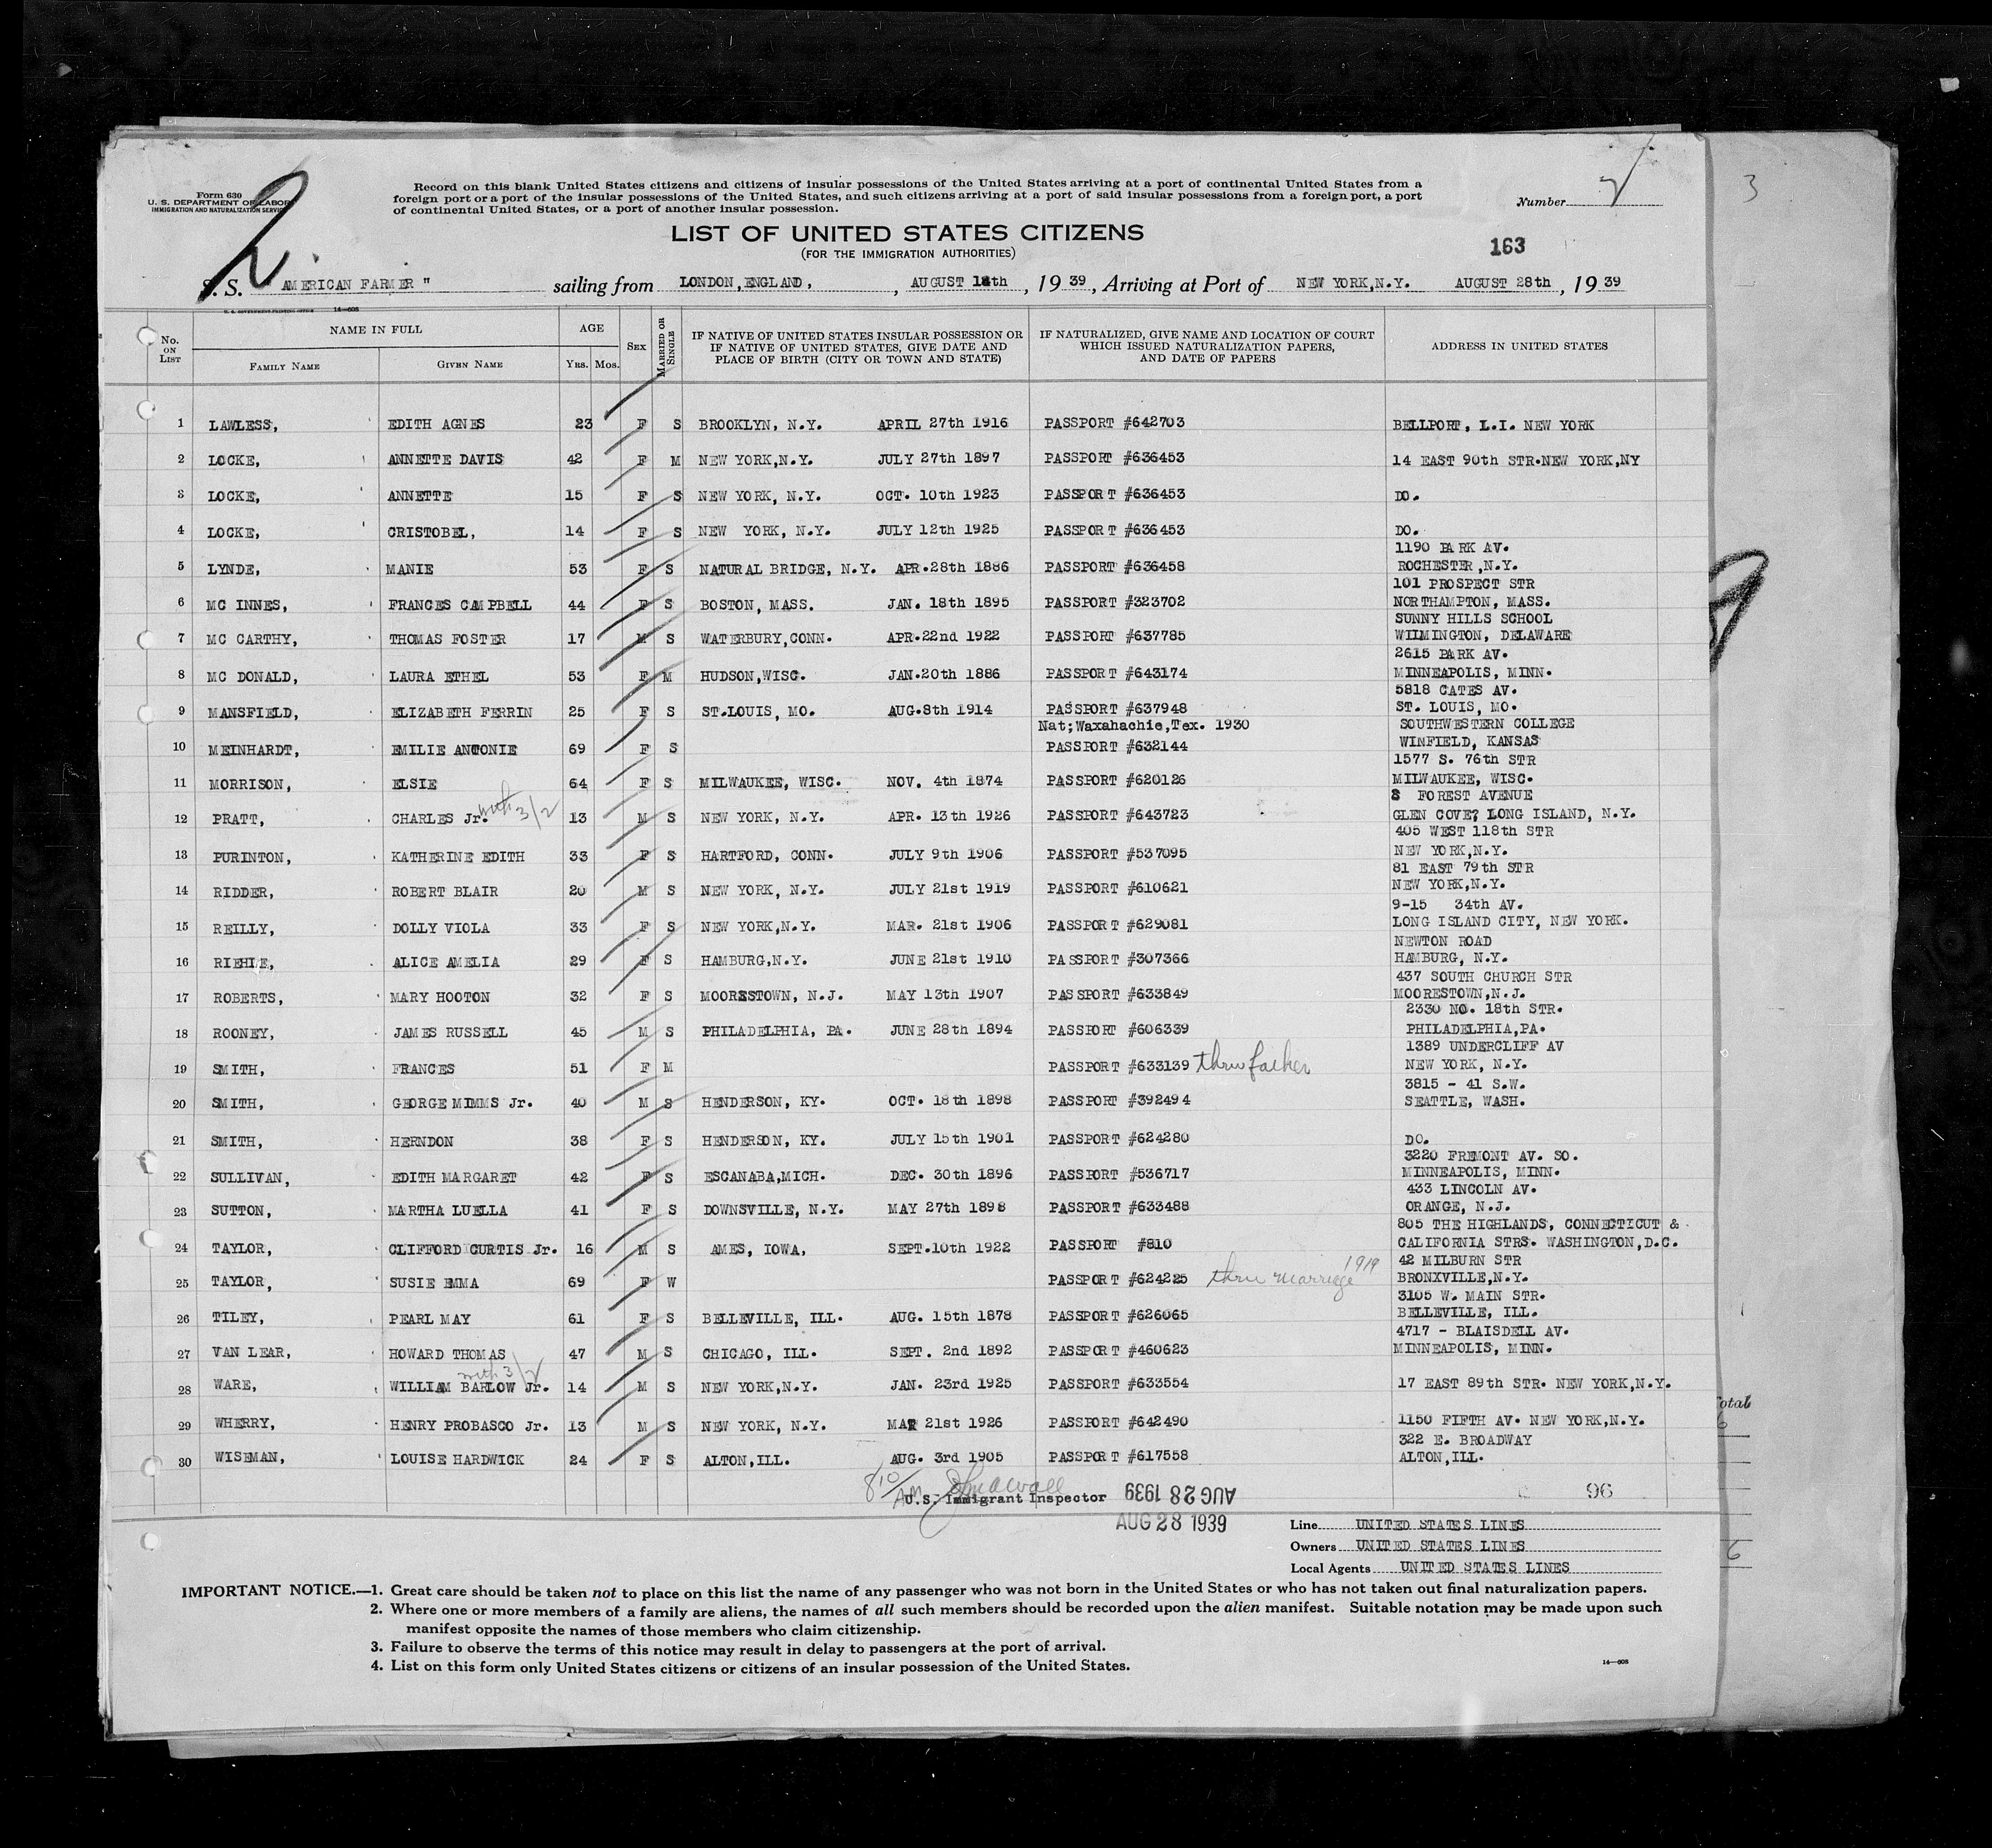 Form 630
U. S. DEPARTMENT OF LABOR
IMMIGRATION AND NATURALIZATION SERVICE
2
Record on this blank United States citizens and citizens of insular possessions of the United States arriving at a port of continental United States from a
foreign port or a port of the insular possessions of the United States, and such citizens arriving at a port of said insular possessions from a foreign port, a port
of continental United States, or a port of another insular possession.
Number
3
LIST OF UNITED STATES CITIZENS
(FOR THE IMMIGRATION AUTHORITIES)
163
S. S. AMERICAN FARMER " sailing from LONDON, ENGLAND, , AUGUST 18th , 19 39 , Arriving at Port of NEW YORK, N.Y. AUGUST 28th , 19 39
U. S. GOVERNMENT PRINTING OFFICE 14—608
No. ON LIST NAME IN FULL AGE SEX MARRIED OR SINGLE IF NATIVE OF UNITED STATES INSULAR POSSESSION OR IF NATIVE OF UNITED STATES, GIVE DATE AND PLACE OF BIRTH (CITY OR TOWN AND STATE) IF NATURALIZED, GIVE NAME AND LOCATION OF COURT WHICH ISSUED NATURALIZATION PAPERS, AND DATE OF PAPERS ADDRESS IN UNITED STATES
FAMILY NAME GIVEN NAME YRS. MOS.
1 LAWLESS, EDITH AGNES 23 F S BROOKLYN, N.Y. APRIL 27th 1916 PASSPORT #642703 BELLPORT, L.I. NEW YORK
2 LOCKE, ANNETTE DAVIS 42 F M NEW YORK,N.Y. JULY 27th 1897 PASSPORT #636453 14 EAST 90th STR.NEW YORK,NY
3 LOCKE, ANNETTE 15 F S NEW YORK, N.Y. OCT. 10th 1923 PASSPORT #636453 DO.
4 LOCKE, CRISTOBEL, 14 F S NEW YORK, N.Y. JULY 12th 1925 PASSPORT #636453 DO.
1190 PARK AV.
5 LYNDE, MANIE 53 F S NATURAL BRIDGE, N.Y. APR.28th 1886 PASSPORT #636458 ROCHESTER,N.Y.
101 PROSPECT STR
6 MC INNES, FRANCES CAMPBELL 44 F S BOSTON, MASS. JAN. 18th 1895 PASSPORT #323702 NORTHAMPTON, MASS.
SUNNY HILLS SCHOOL
7 MC CARTHY, THOMAS FOSTER 17 M S WATERBURY,CONN. APR.22nd 1922 PASSPORT #637785 WILMINGTON, DELAWARE
2615 PARK AV.
8 MC DONALD, LAURA ETHEL 53 F M HUDSON,WISC. JAN.20th 1886 PASSPORT #643174 MINNEAPOLIS, MINN.
5818 CATES AV.
9 MANSFIELD, ELIZABETH FERRIN 25 F S ST.LOUIS, MO. AUG.8th 1914 PASSPORT #637948 ST. LOUIS, MO.
Nat;Waxahachie,Tex. 1930 SOUTHWESTERN COLLEGE
10 MEINHARDT, EMILIE ANTONIE 69 F S PASSPORT #632144 WINFIELD, KANSAS
1577 S. 76th STR
11 MORRISON, ELSIE 64 F S MILWAUKEE, WISC. NOV. 4th 1874 PASSPORT #620126 MILWAUKEE, WISC.
with 3/2 8 FOREST AVENUE
12 PRATT, CHARLES Jr. 13 M S NEW YORK, N.Y. APR. 13th 1926 PASSPORT #643723 GLEN COVE? LONG ISLAND, N.Y.
405 WEST 118th STR
13 PURINTON, KATHERINE EDITH 33 F S HARTFORD, CONN. JULY 9th 1906 PASSPORT #537095 NEW YORK,N.Y.
81 EAST 79th STR
14 RIDDER, ROBERT BLAIR 20 M S NEW YORK, N.Y. JULY 21st 1919 PASSPORT #610621 NEW YORK,N.Y.
9-15 34th AV.
15 REILLY, DOLLY VIOLA 33 F S NEW YORK,N.Y. MAR. 21st 1906 PASSPORT #629081 LONG ISLAND CITY, NEW YORK.
NEWTON ROAD
16 RIEHLE, ALICE AMELIA 29 F S HAMBURG,N.Y. JUNE 21st 1910 PASSPORT #307366 HAMBURG, N.Y.
437 SOUTH CHURCH STR
17 ROBERTS, MARY HOOTON 32 F S MOORESTOWN, N.J. MAY 13th 1907 PASSPORT #633849 MOORESTOWN,N.J.
2330 NO. 18th STR.
18 ROONEY, JAMES RUSSELL 45 M S PHILADELPHIA, PA. JUNE 28th 1894 PASSPORT #606339 PHILADELPHIA,PA.
1389 UNDERCLIFF AV
19 SMITH, FRANCES 51 F M PASSPORT #633139 thru father NEW YORK, N.Y.
3815 - 41 S.W.
20 SMITH, GEORGE MIMMS Jr. 40 M S HENDERSON, KY. OCT. 18th 1898 PASSPORT #392494 SEATTLE, WASH.
21 SMITH, HERNDON 38 F S HENDERSON, KY. JULY 15th 1901 PASSPORT #624280 DO.
3220 FREMONT AV. SO.
22 SULLIVAN, EDITH MARGARET 42 F S ESCANABA,MICH. DEC. 30th 1896 PASSPORT #536717 MINNEAPOLIS, MINN.
433 LINCOLN AV.
23 SUTTON, MARTHA LUELLA 41 F S DOWNSVILLE, N.Y. MAY 27th 1898 PASSPORT #633488 ORANGE, N.J.
805 THE HIGHLANDS, CONNECTICUT &
24 TAYLOR, CLIFFORD CURTIS Jr. 16 M S AMES, IOWA, SEPT.10th 1922 PASSPORT #810 CALIFORNIA STRS. WASHINGTON,D.C.
42 MILBURN STR
25 TAYLOR, SUSIE EMMA 69 F W PASSPORT #624225 thru marriage 1919 BRONXVILLE,N.Y.
3105 W. MAIN STR.
26 TILEY, PEARL MAY 61 F S BELLEVILLE, ILL. AUG. 15th 1878 PASSPORT #626065 BELLEVILLE, ILL.
4717 - BLAISDELL AV.
27 VAN LEAR, HOWARD THOMAS 47 M S CHICAGO, ILL. SEPT. 2nd 1892 PASSPORT #460623 MINNEAPOLIS, MINN.
with 3/2
28 WARE, WILLIAM BARLOW Jr. 14 M S NEW YORK,N.Y. JAN. 23rd 1925 PASSPORT #633554 17 EAST 89th STR. NEW YORK,N.Y.
29 WHERRY, HENRY PROBASCO Jr. 13 M S NEW YORK, N.Y. MAR 21st 1926 PASSPORT #642490 1150 FIFTH AV. NEW YORK,N.Y.
322 E. BROADWAY
30 WISEMAN, LOUISE HARDWICK 24 F S ALTON,ILL. AUG. 3rd 1905 PASSPORT #617558 ALTON,ILL.
8 10/AM
U.S. Immigrant Inspector AUG 28 1939
96
AUG 28 1939
Line UNITED STATES LINES
Owners UNITED STATES LINES
Local Agents UNITED STATES LINES
otal
6
IMPORTANT NOTICE.—1. Great care should be taken not to place on this list the name of any passenger who was not born in the United States or who has not taken out final naturalization papers.
2. Where one or more members of a family are aliens, the names of all such members should be recorded upon the alien manifest. Suitable notation may be made upon such
manifest opposite the names of those members who claim citizenship.
3. Failure to observe the terms of this notice may result in delay to passengers at the port of arrival.
4. List on this form only United States citizens or citizens of an insular possession of the United States.
14—608